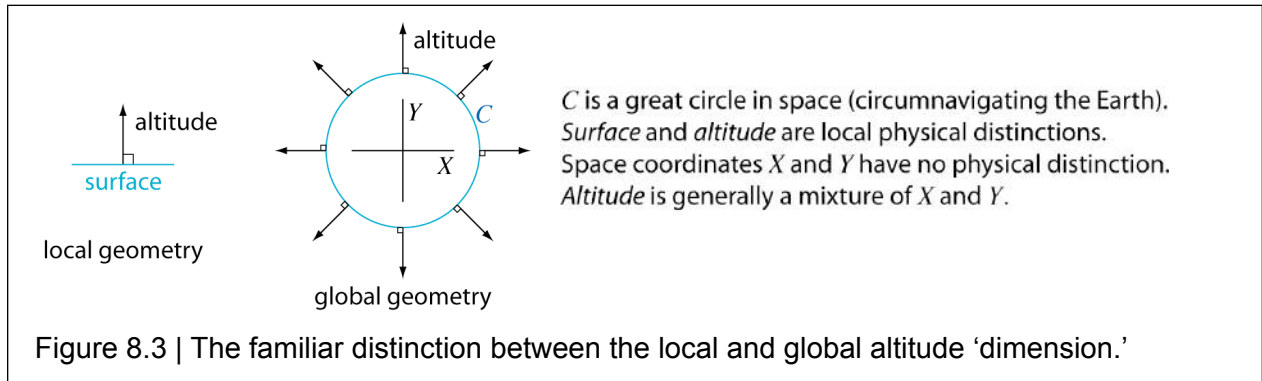 altitude
surface
local geometry
altitude
Y
C
X
global geometry
C is a great circle in space (circumnavigating the Earth).
Surface and altitude are local physical distinctions.
Space coordinates X and Y have no physical distinction.
Altitude is generally a mixture of X and Y.
Figure 8.3 | The familiar distinction between the local and global altitude ‘dimension.’